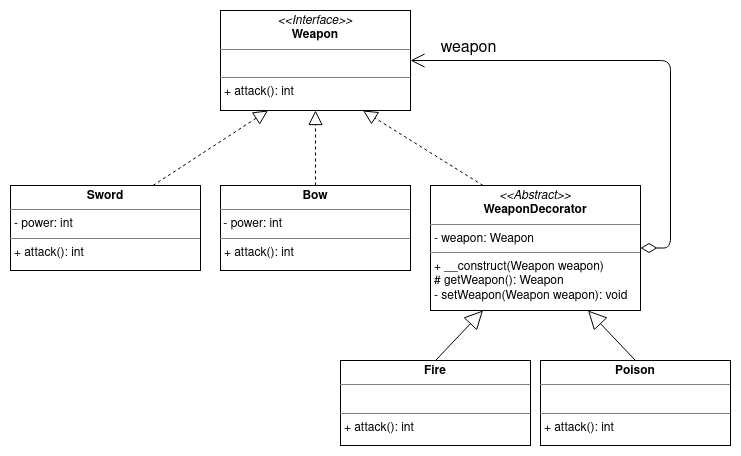 <<Interface>>
Weapon
+ attack(): int
weapon
Sword
- power: int
+ attack(): int
Bow
- power: int
+ attack(): int
<<Abstract>>
WeaponDecorator
- weapon: Weapon
+ __construct(Weapon weapon)
# getWeapon(): Weapon
- setWeapon(Weapon weapon): void
Fire
+ attack(): int
Poison
+ attack(): int